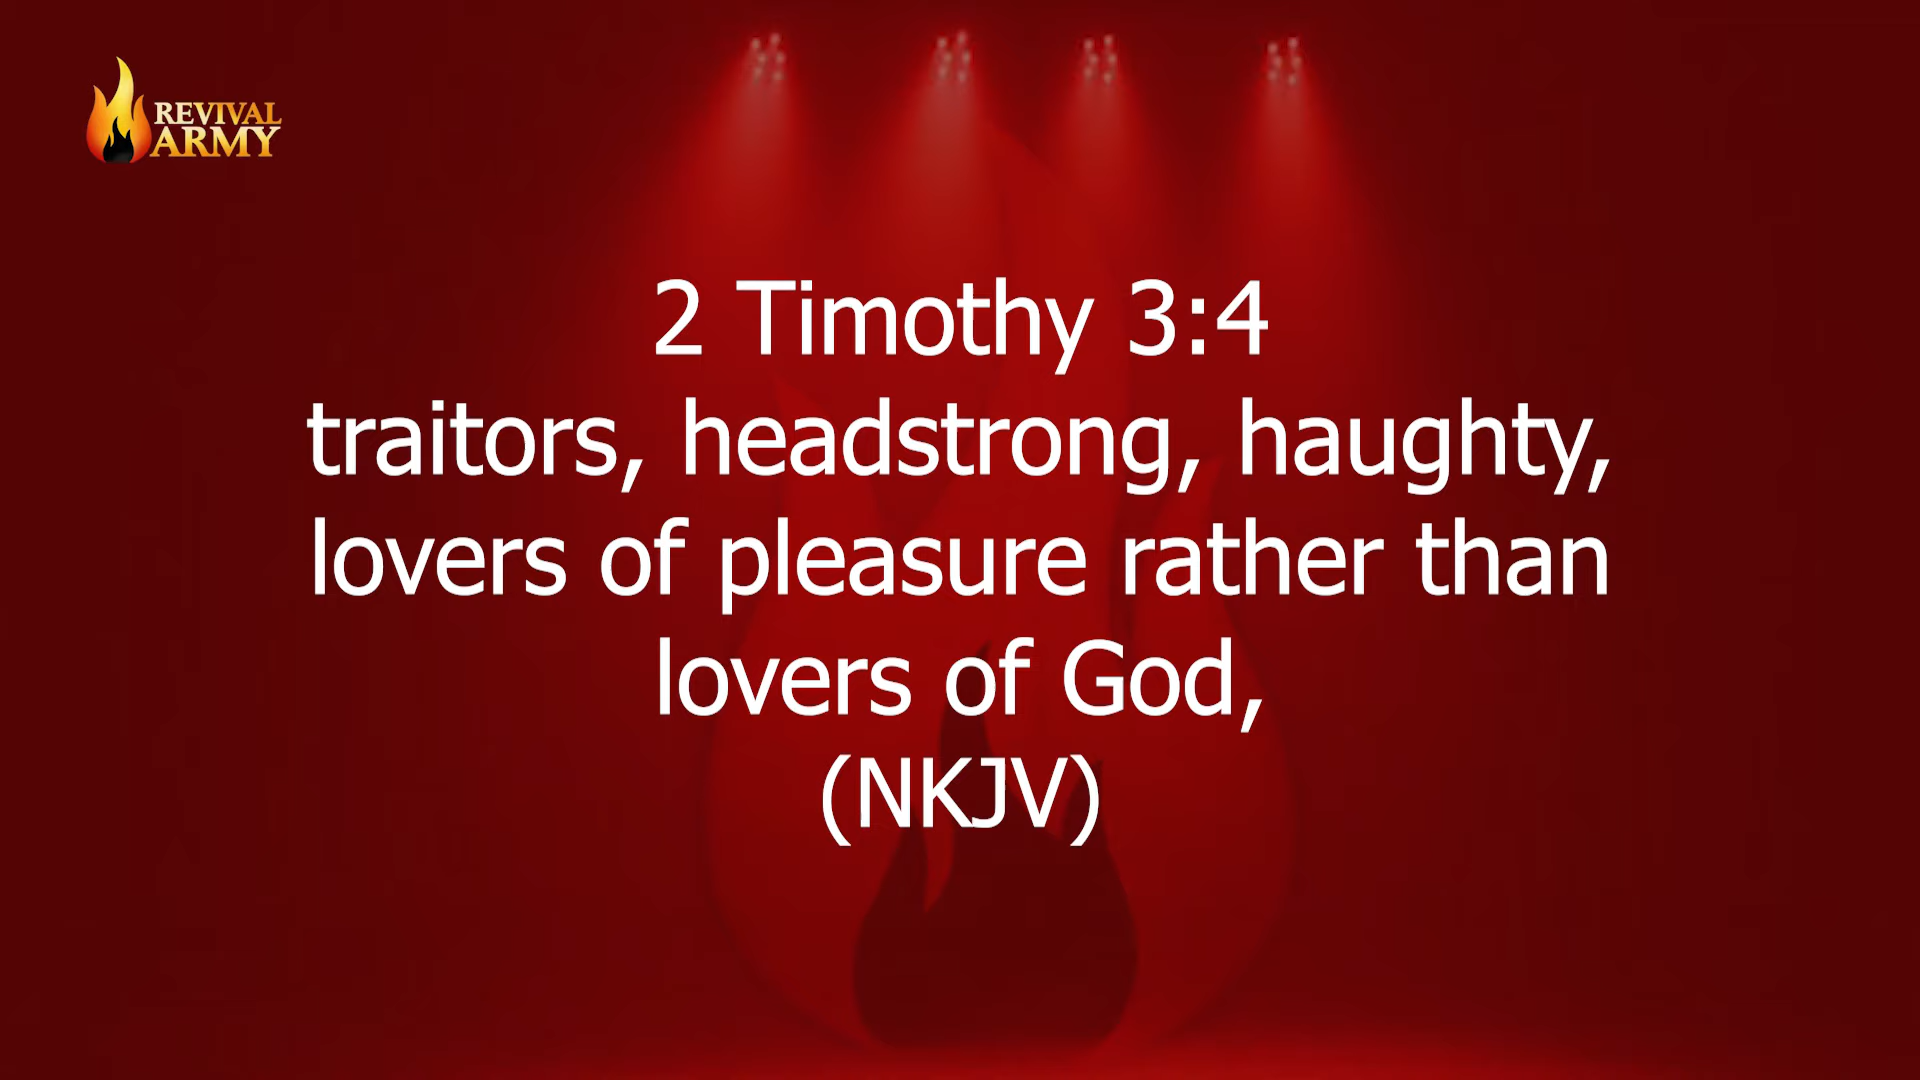 REVIVAL
ARMY
2 Timothy 3:4
traitors, headstrong, haughty,
lovers of pleasure rather than
lovers of God,
(NKJV)